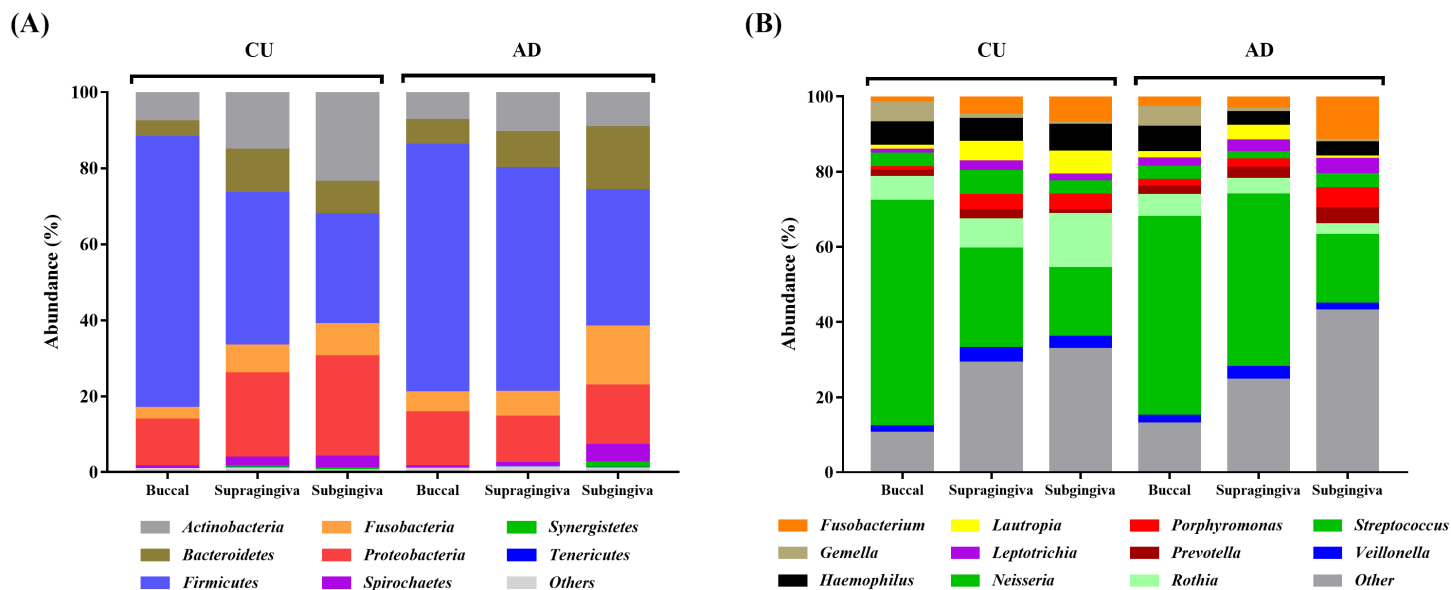 (A)
CU AD
100
80
60
40
20
0
Abundance (%)
Buccal Supragingiva Subgingiva Buccal Supragingiva Subgingiva
Actinobacteria Fusobacteria Synergistetes
Bacteroidetes Proteobacteria Tenericutes
Firmicutes Spirochaetes Others
(B)
CU AD
100
80
60
40
20
0
Abundance (%)
Buccal Supragingiva Subgingiva Buccal Supragingiva Subgingiva
Fusobacterium Lautropia Porphyromonas Streptococcus
Gemella Leptotrichia Prevotella Veillonella
Haemophilus Neisseria Rothia Other